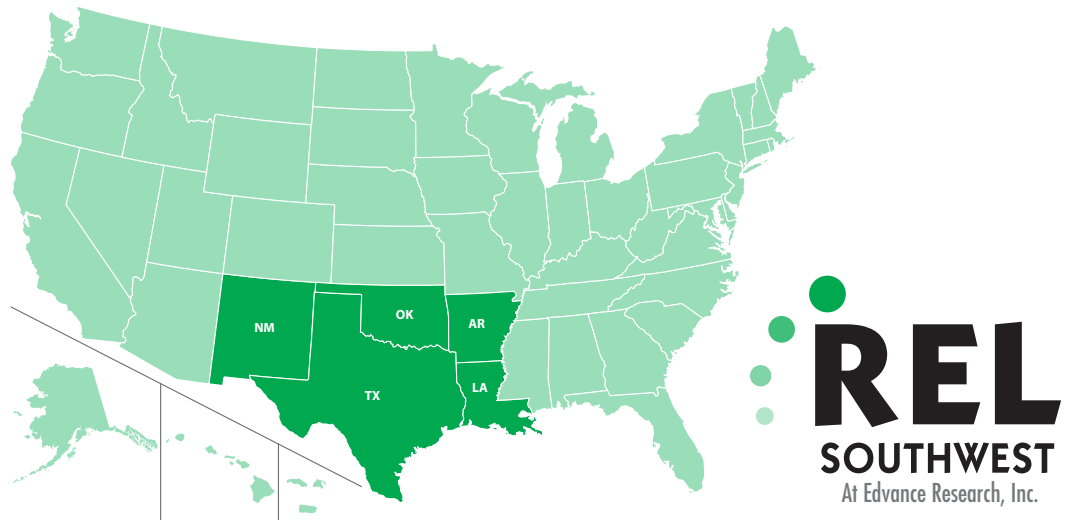 NM
OK
AR
TX
LA
REL
SOUTHWEST
At Edvance Research, Inc.